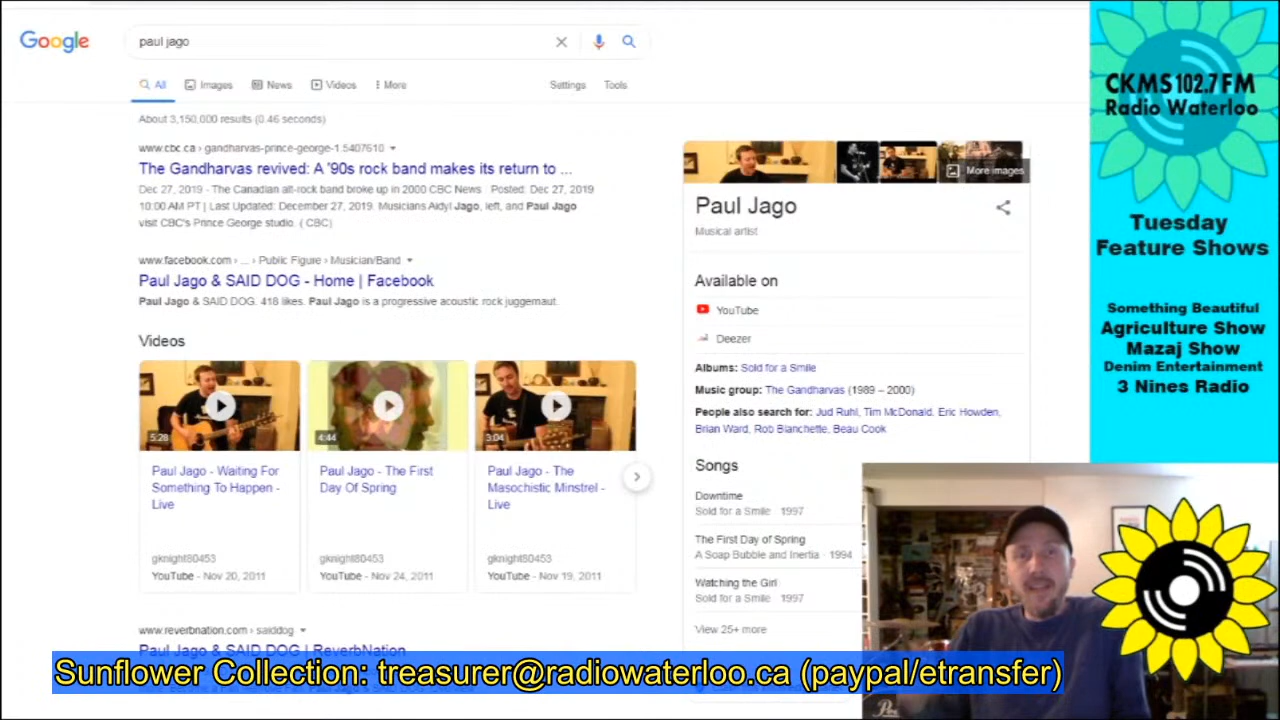 Google
paul jago
All
Images
News
Videos
More
Settings
Tools
About 3,150,000 results (0.46 seconds)
www.cbc.ca › gandharvas-prince-george-1.5407610
The Gandharvas revived: A '90s rock band makes its return to ...
Dec 27, 2019 · The Canadian alt-rock band broke up in 2000 CBC News · Posted: Dec 27, 2019
10:00 AM PT | Last Updated: December 27, 2019. Musicians Aidyl Jago, left, and Paul Jago
visit CBC's Prince George studio. ( CBC)
www.facebook.com › ... › Public Figure › Musician/Band
Paul Jago & SAID DOG - Home | Facebook
Paul Jago & SAID DOG. 418 likes. Paul Jago is a progressive acoustic rock juggernaut.
Videos
5:28
4:44
3:04
Paul Jago - Waiting For
Something To Happen -
Live
gknight80453
YouTube - Nov 20, 2011
Paul Jago - The First
Day Of Spring
gknight80453
YouTube - Nov 24, 2011
Paul Jago - The
Masochistic Minstrel -
Live
gknight80453
YouTube - Nov 19, 2011
www.reverbnation.com › saiddog
Paul Jago & SAID DOG | ReverbNation
More images
Paul Jago
Musical artist
Available on
YouTube
Deezer
Albums: Sold for a Smile
Music group: The Gandharvas (1989 – 2000)
People also search for: Jud Ruhl, Tim McDonald, Eric Howden,
Brian Ward, Rob Blanchette, Beau Cook
Songs
Downtime
Sold for a Smile · 1997
The First Day of Spring
A Soap Bubble and Inertia · 1994
Watching the Girl
Sold for a Smile · 1997
View 25+ more
CKMS 102.7 FM
Radio Waterloo
Tuesday
Feature Shows
Something Beautiful
Agriculture Show
Mazaj Show
Denim Entertainment
3 Nines Radio
Sunflower Collection: treasurer@radiowaterloo.ca (paypal/etransfer)